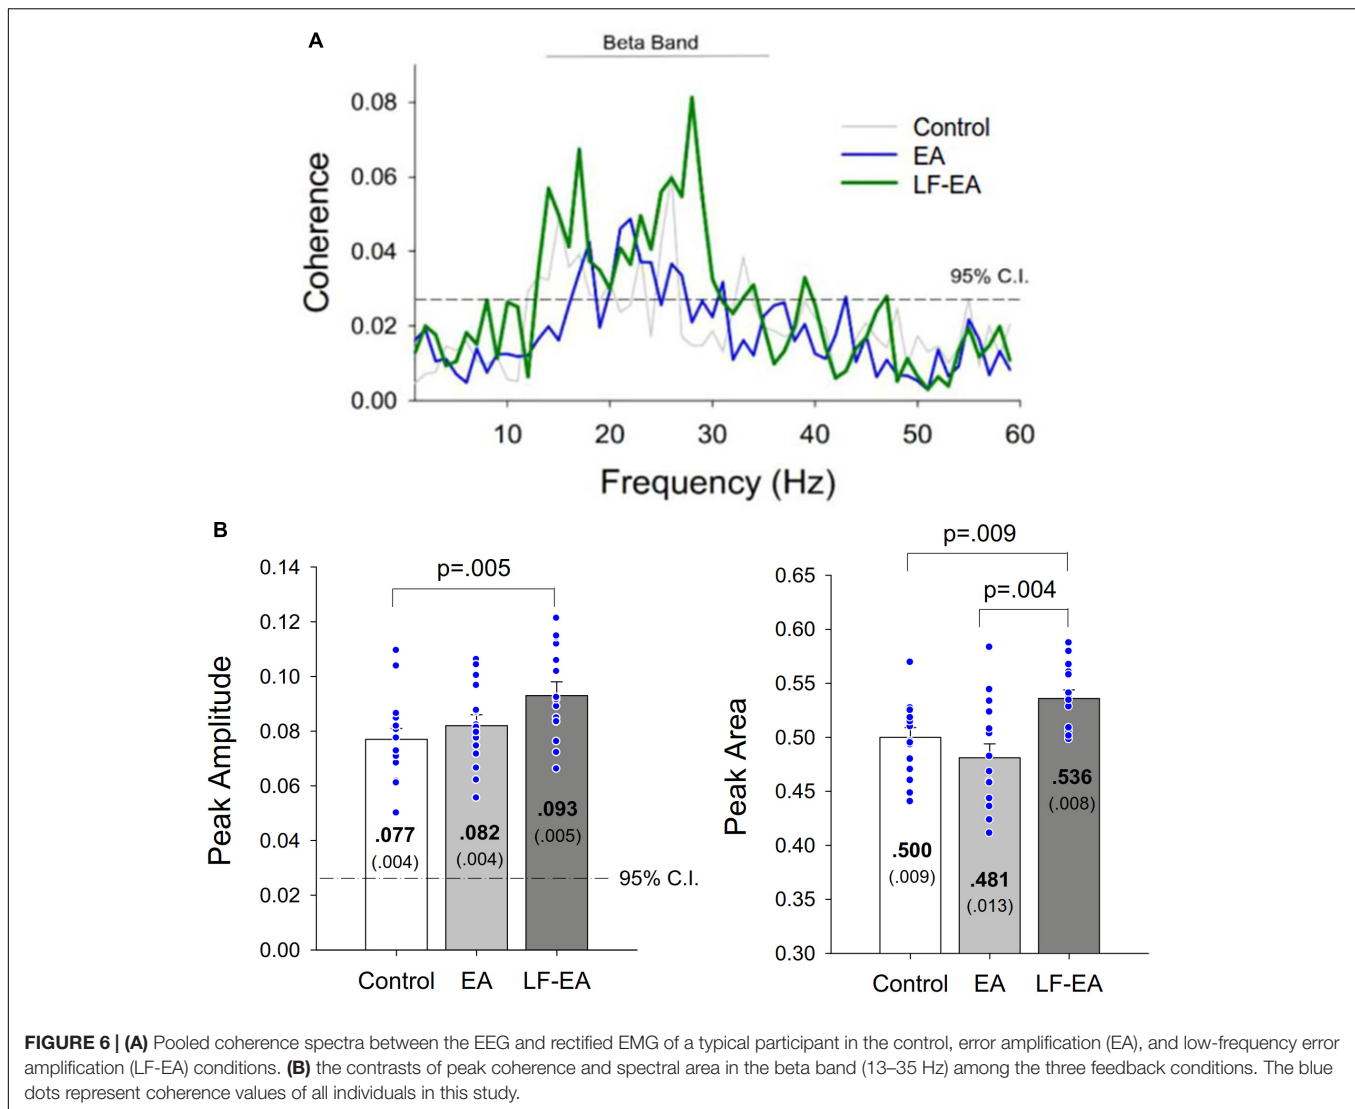 A
Beta Band
0.08
0.06
0.04
0.02
0.00
Coherence
Control
EA
LF-EA
95% C.I.
10 20 30 40 50 60
Frequency (Hz)
B
p=.005
0.14
0.12
0.10
0.08
0.06
0.04
0.02
0.00
Peak Amplitude
.077
(.004)
.082
(.004)
.093
(.005)
95% C.I.
Control EA LF-EA
p=.009
p=.004
0.65
0.60
0.55
0.50
0.45
0.40
0.35
0.30
Peak Area
.500
(.009)
.481
(.013)
.536
(.008)
Control EA LF-EA
FIGURE 6 | (A) Pooled coherence spectra between the EEG and rectified EMG of a typical participant in the control, error amplification (EA), and low-frequency error
amplification (LF-EA) conditions. (B) the contrasts of peak coherence and spectral area in the beta band (13–35 Hz) among the three feedback conditions. The blue
dots represent coherence values of all individuals in this study.